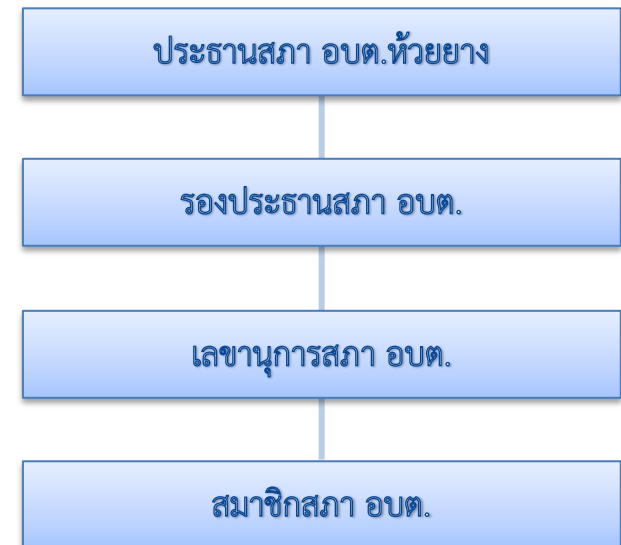 ประธานสภา อบต.ห้วยยาง
รองประธานสภา อบต.
เลขานุการสภา อบต.
สมาชิกสภา อบต.